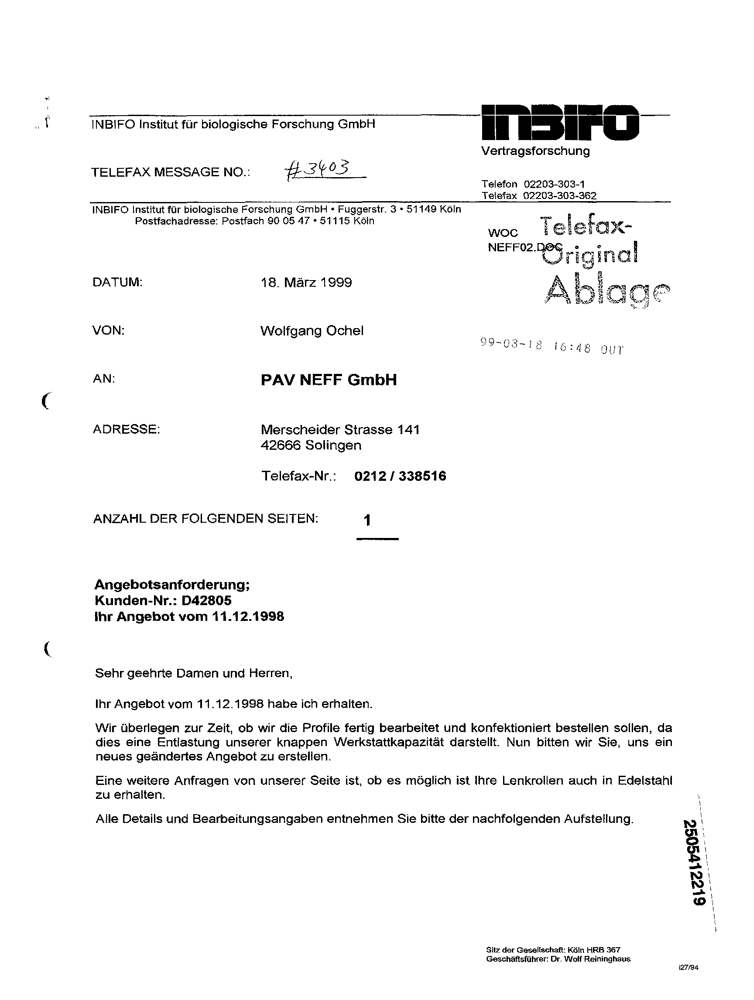 INBIFO Institut für biologische Forschung GmbH
INBIFO
Vertragsforschung
TELEFAX MESSAGE NO.: #3403
Telefon 02203-303-1
Telefax 02203-303-362
INBIFO Institut für biologische Forschung GmbH • Fuggerstr. 3 • 51149 Köln
Postfachadresse: Postfach 90 05 47 • 51115 Köln
WOC
NEFF02.DOC
Telefax-
Original
Ablage
DATUM: 18. März 1999
VON: Wolfgang Ochel
99-03-18 16:48 OUT
AN: PAV NEFF GmbH
ADRESSE: Merscheider Strasse 141
42666 Solingen
Telefax-Nr.: 0212 / 338516
ANZAHL DER FOLGENDEN SEITEN: 1
Angebotsanforderung;
Kunden-Nr.: D42805
Ihr Angebot vom 11.12.1998
Sehr geehrte Damen und Herren,
Ihr Angebot vom 11.12.1998 habe ich erhalten.
Wir überlegen zur Zeit, ob wir die Profile fertig bearbeitet und konfektioniert bestellen sollen, da
dies eine Entlastung unserer knappen Werkstattkapazität darstellt. Nun bitten wir Sie, uns ein
neues geändertes Angebot zu erstellen.
Eine weitere Anfragen von unserer Seite ist, ob es möglich ist Ihre Lenkrollen auch in Edelstahl
zu erhalten.
Alle Details und Bearbeitungsangaben entnehmen Sie bitte der nachfolgenden Aufstellung.
2505412219
Sitz der Gesellschaft: Köln HRB 367
Geschäftsführer: Dr. Wolf Reininghaus
I27/94